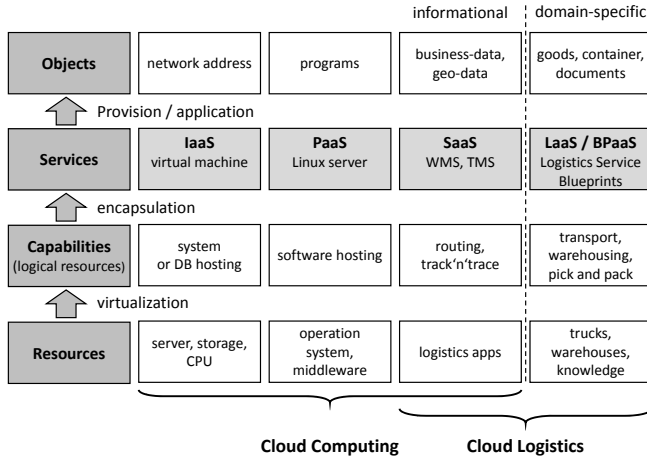 informational
domain-specific
Objects
network address
programs
business-data,
geo-data
goods, container,
documents
Provision / application
Services
IaaS
virtual machine
PaaS
Linux server
SaaS
WMS, TMS
LaaS / BPaaS
Logistics Service
Blueprints
encapsulation
Capabilities
(logical resources)
system
or DB hosting
software hosting
routing,
track‘n‘trace
transport,
warehousing,
pick and pack
virtualization
Resources
server, storage,
CPU
operation
system,
middleware
logistics apps
trucks,
warehouses,
knowledge
Cloud Computing
Cloud Logistics